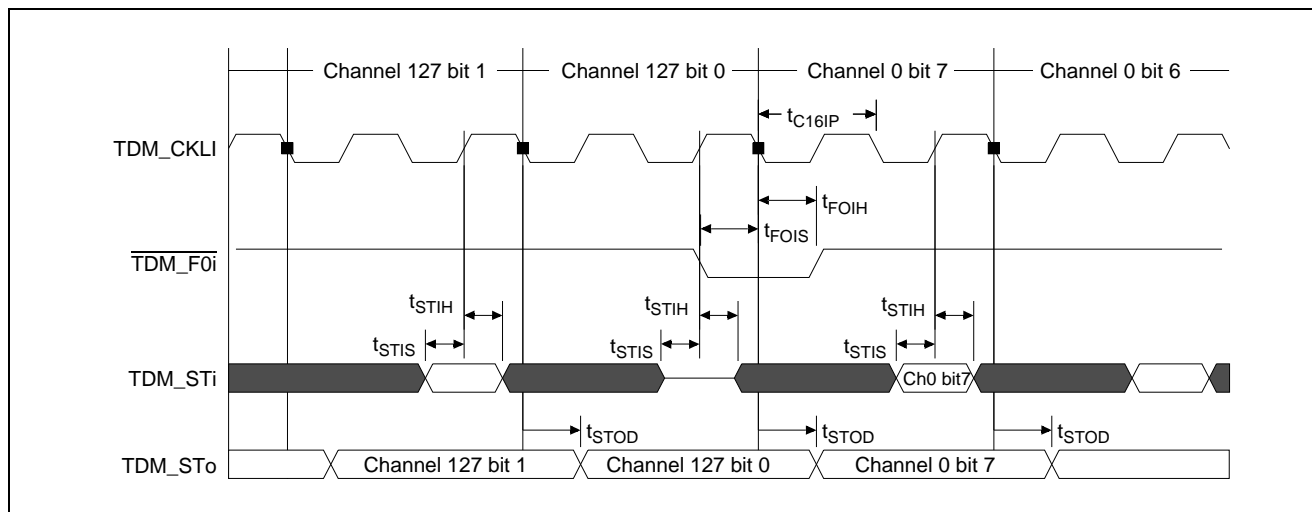 Channel 127 bit 1 Channel 127 bit 0 Channel 0 bit 7 Channel 0 bit 6
tC16IP
TDM_CKLI
tFOIH
tFOIS
TDM_F0i
tSTIH tSTIH tSTIH
tSTIS tSTIS tSTIS
TDM_STi Ch0 bit7
tSTOD tSTOD tSTOD
TDM_STo Channel 127 bit 1 Channel 127 bit 0 Channel 0 bit 7